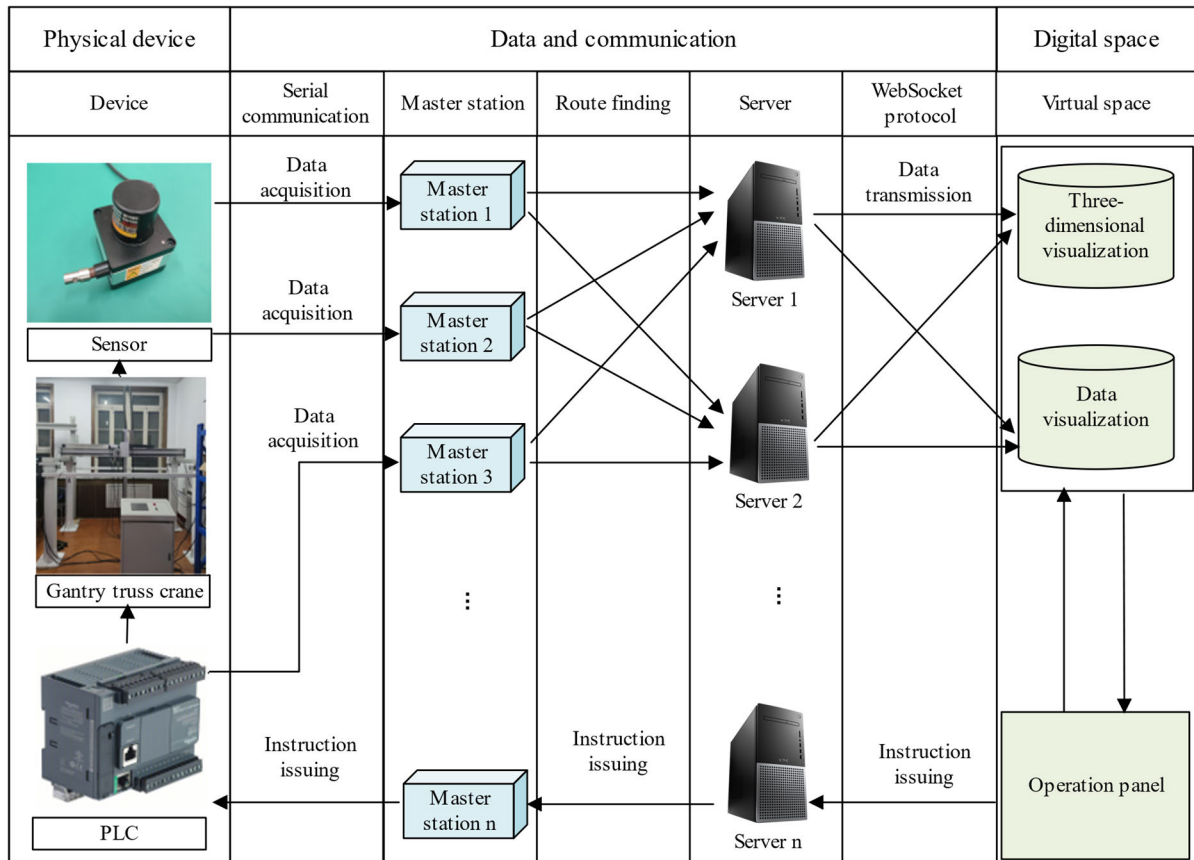 Physical device
Data and communication
Digital space
Device
Serial
communication
Master station
Route finding
Server
WebSocket
protocol
Virtual space
Data
acquisition
Master
station 1
Data
transmission
Three-
dimensional
visualization
Server 1
Data
acquisition
Master
station 2
Sensor
Data
acquisition
Master
station 3
Data
visualization
Server 2
Gantry truss crane
...
...
Instruction
issuing
Master
station n
Instruction
issuing
Instruction
issuing
Operation panel
PLC
Server n